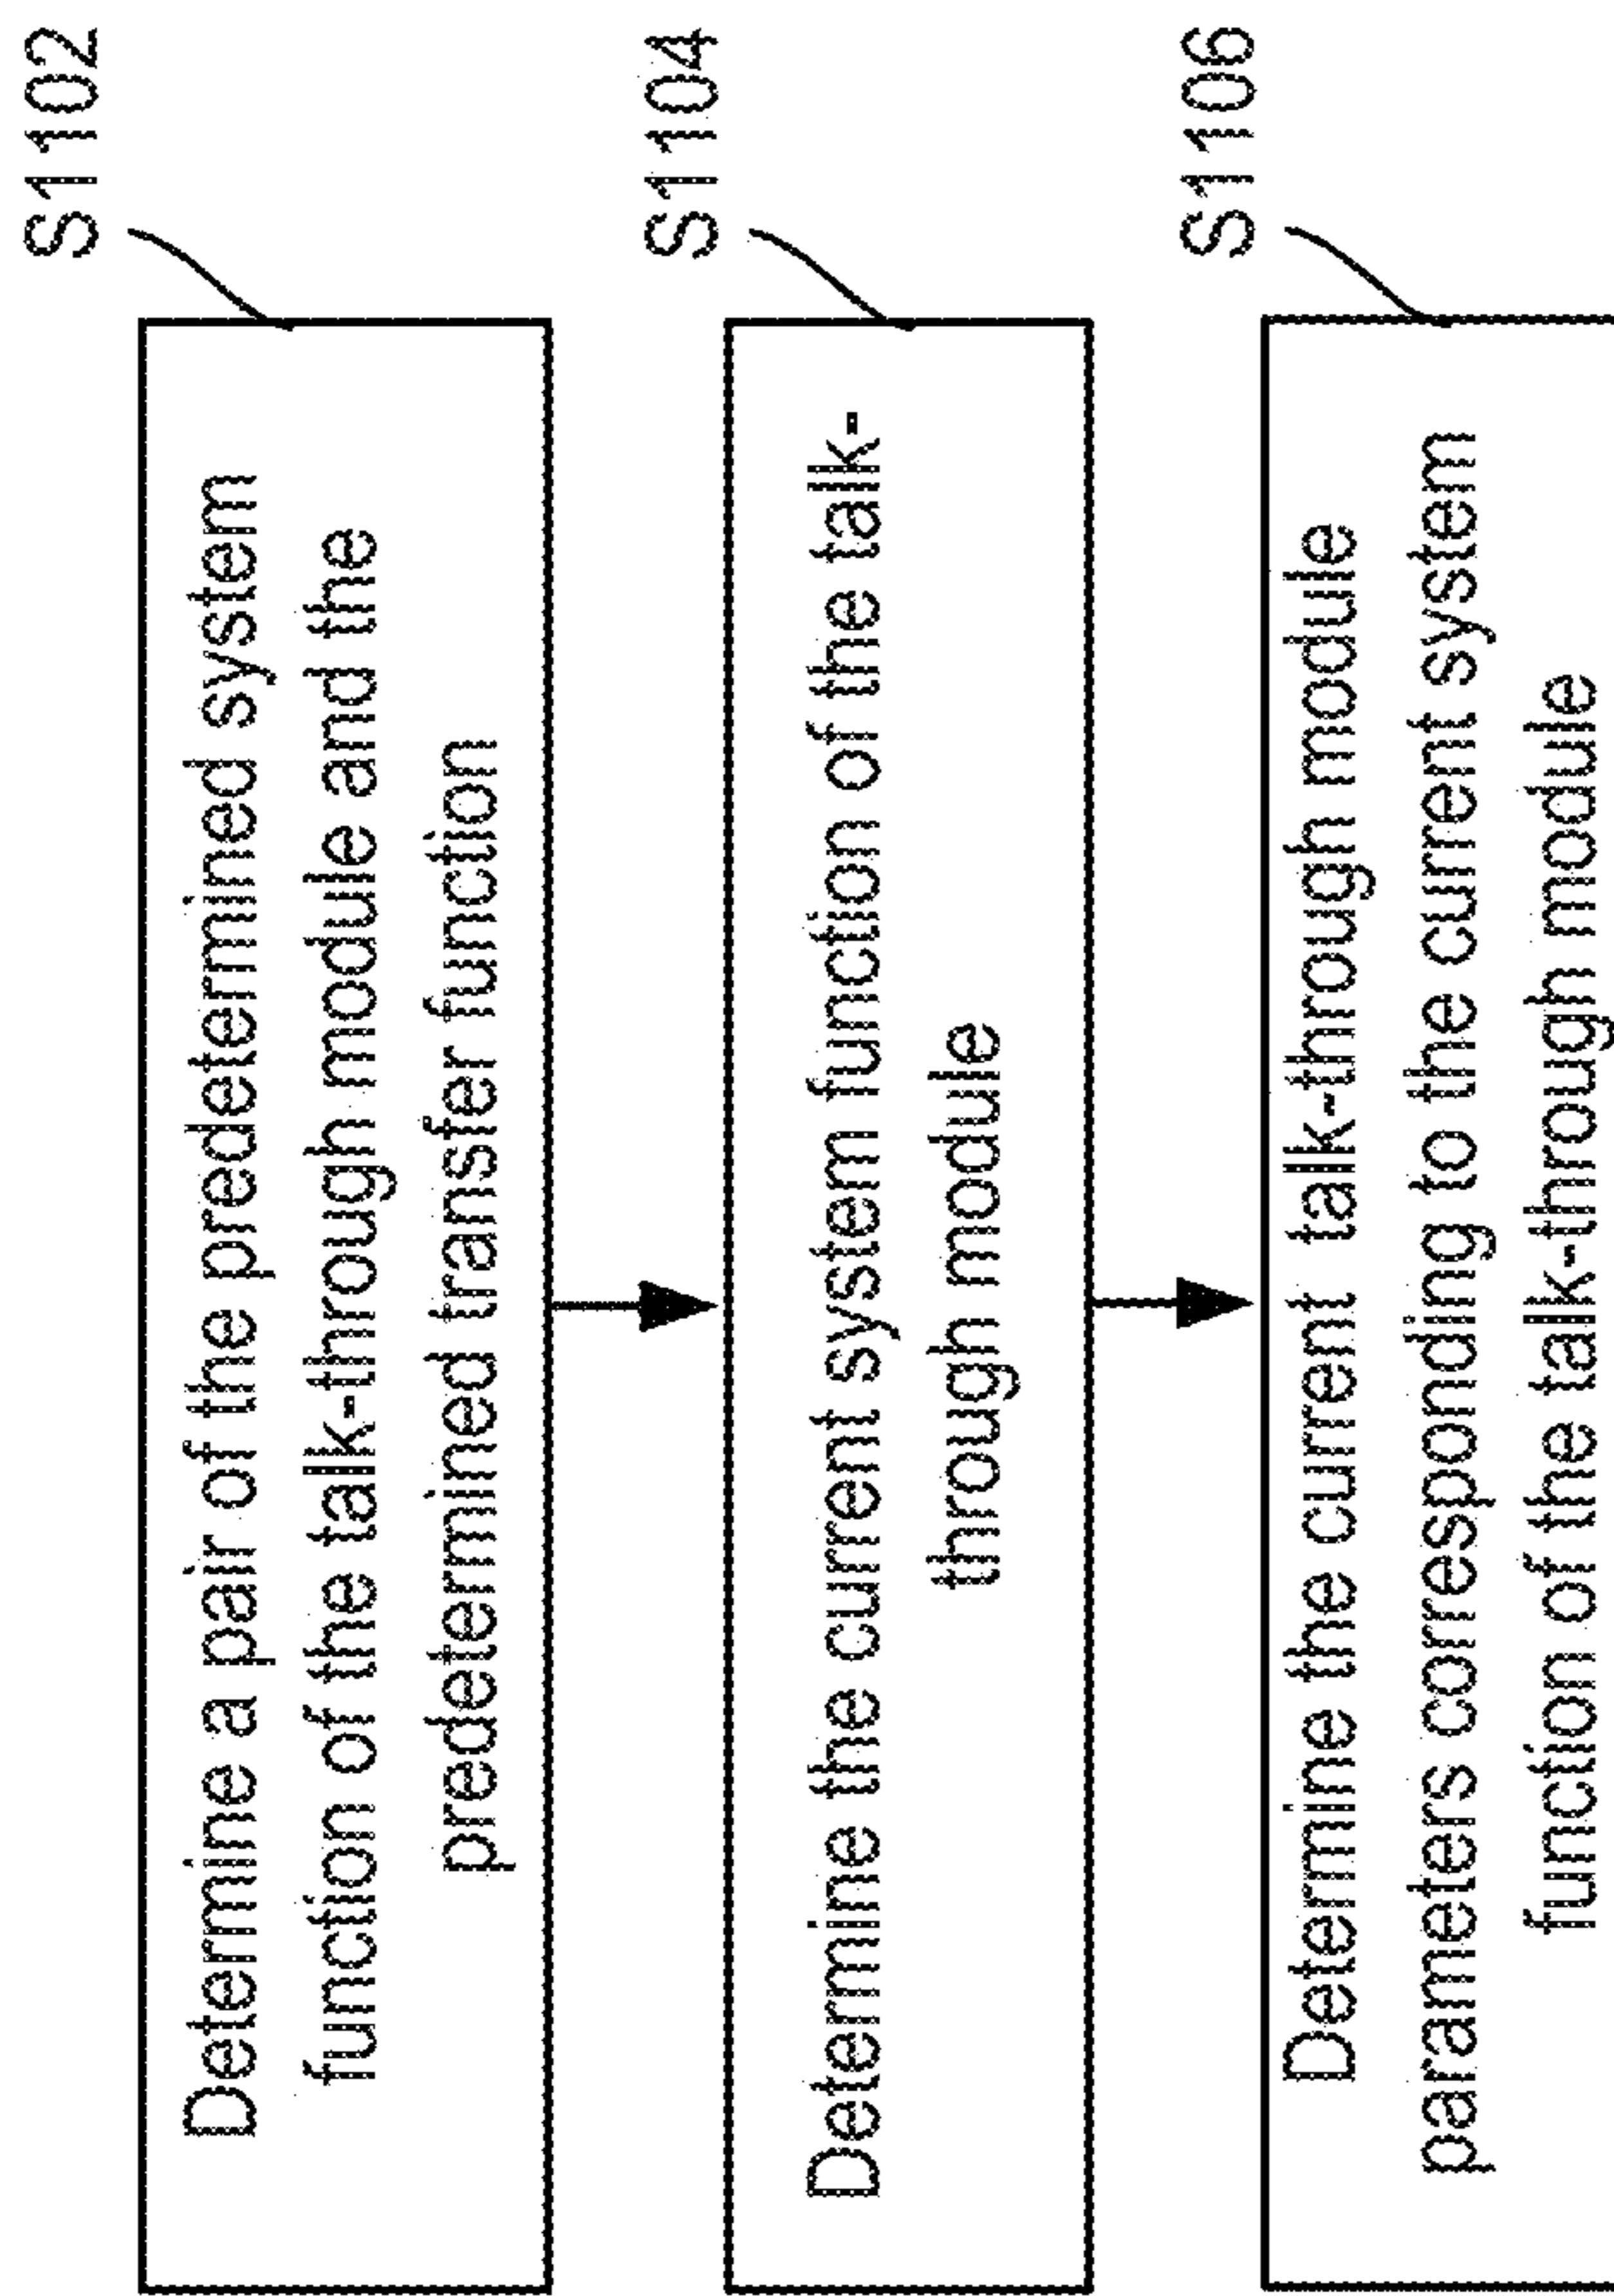 S1102
Determine a pair of the predetermined system
function of the talk-through module and the
predetermined transfer function
S1104
Determine the current system function of the talk-
through module
S1106
Determine the current talk-through module
parameters corresponding to the current system
function of the talk-through module